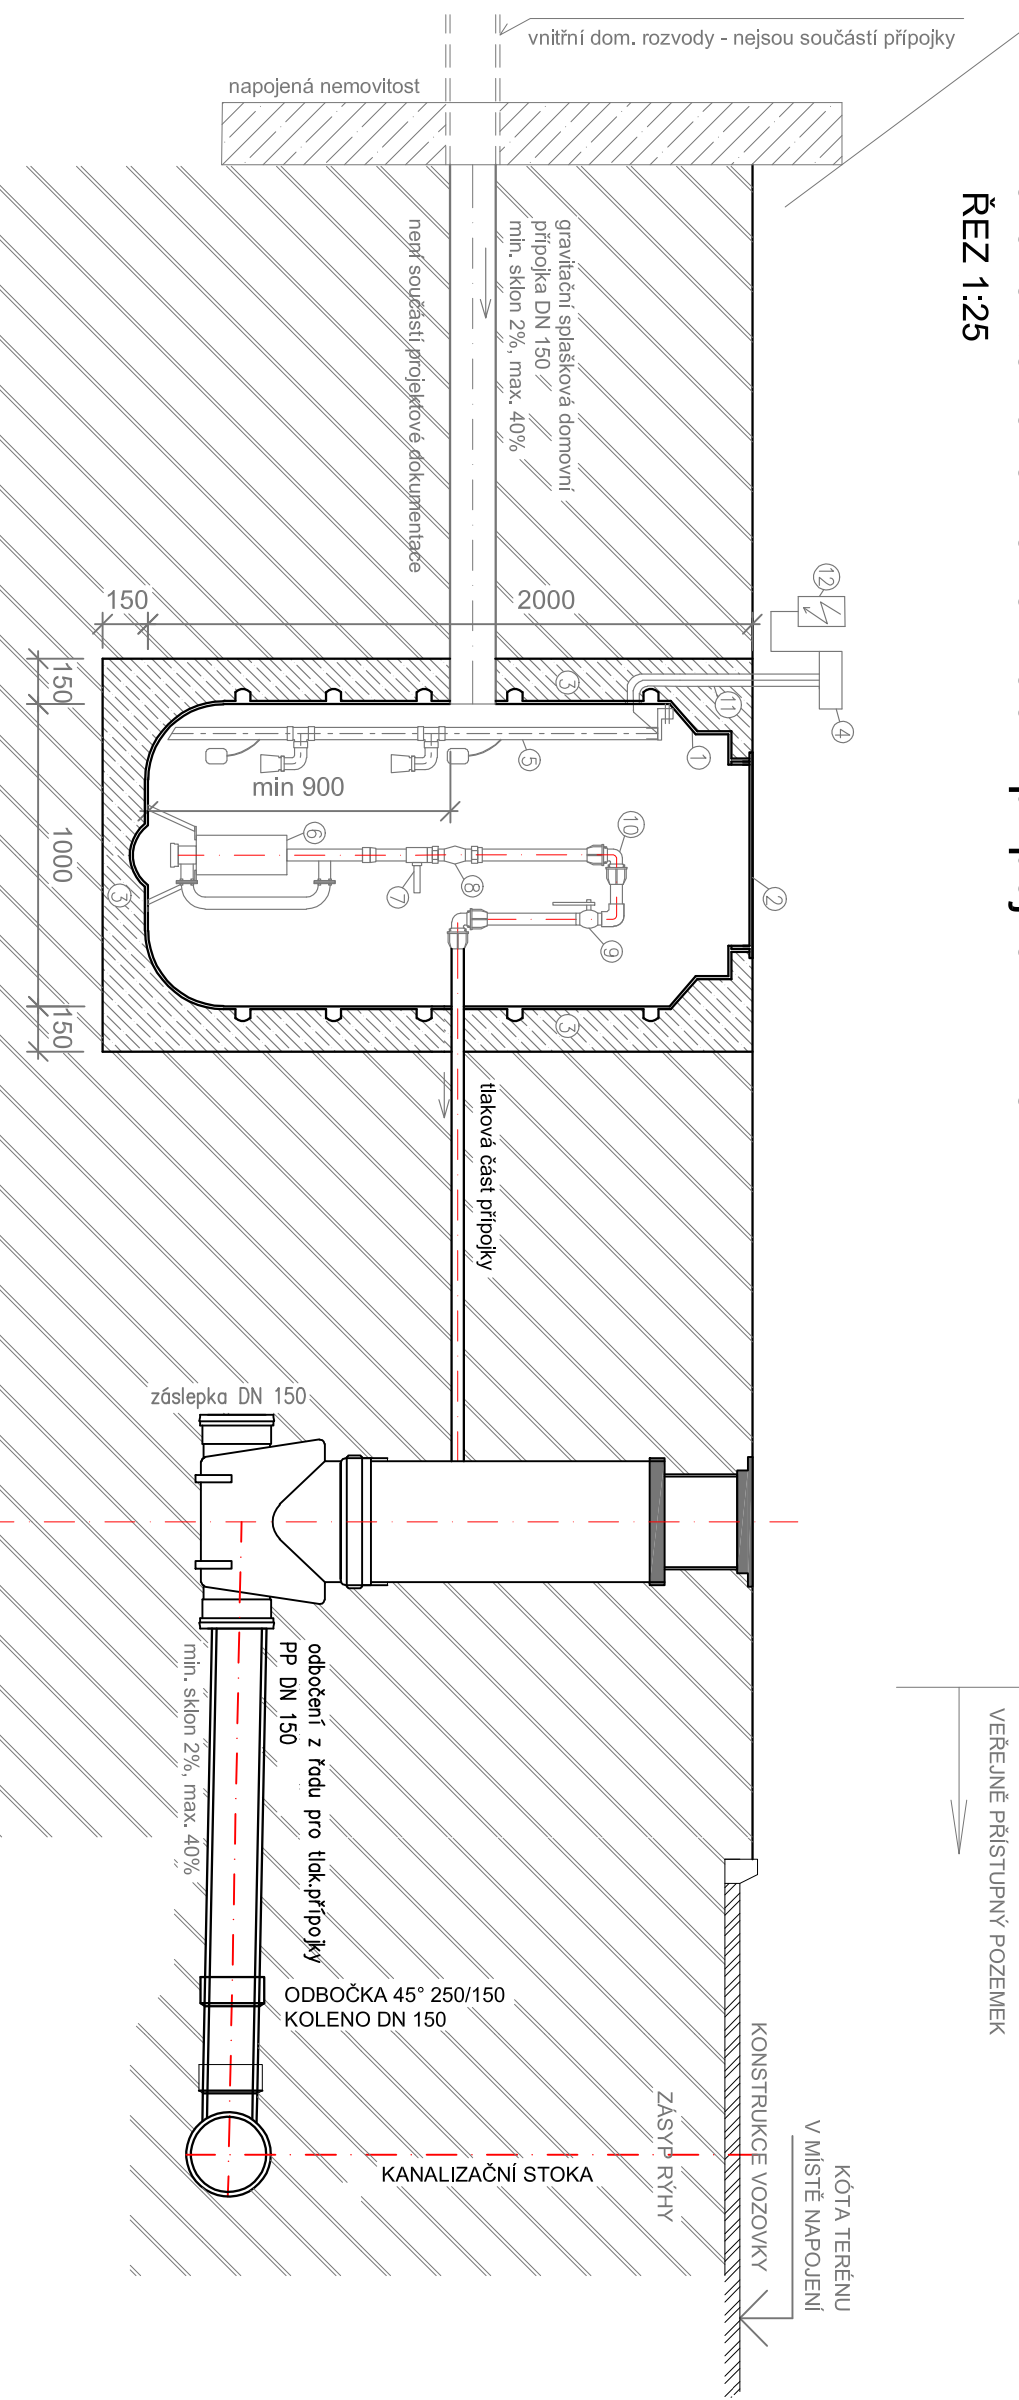 vnitřní dom. rozvody - nejsou součástí přípojky
napojená nemovitost
ŘEZ 1:25
gravitační splašková domovní
přípojka DN 150
min. sklon 2%, max. 40%
není součástí projektové dokumentace
12
11
4
150
2000
150
1000
150
min 900
3
1
5
6
7
8
9
10
2
3
3
tlaková část přípojky
záslepka DN 150
odbočení z řadu pro tlak.přípojky
PP DN 150
min. sklon 2%, max. 40%
ODBOČKA 45° 250/150
KOLENO DN 150
KANALIZAČNÍ STOKA
ZÁSYP RÝHY
KONSTRUKCE VOZOVKY
VEŘEJNĚ PŘÍSTUPNÝ POZEMEK
KÓTA TERÉNU
V MÍSTĚ NAPOJENÍ